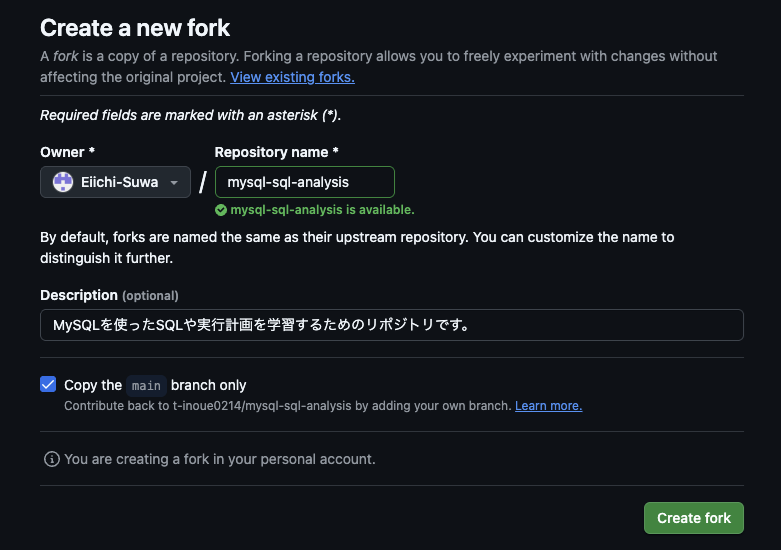 Create a new fork
A fork is a copy of a repository. Forking a repository allows you to freely experiment with changes without
affecting the original project. View existing forks.
Required fields are marked with an asterisk (*).
Owner *
Repository name *
Eiichi-Suwa / mysql-sql-analysis
mysql-sql-analysis is available.
By default, forks are named the same as their upstream repository. You can customize the name to
distinguish it further.
Description (optional)
MySQLを使ったSQLや実行計画を学習するためのリポジトリです。
Copy the main branch only
Contribute back to t-inoue0214/mysql-sql-analysis by adding your own branch. Learn more.
You are creating a fork in your personal account.
Create fork